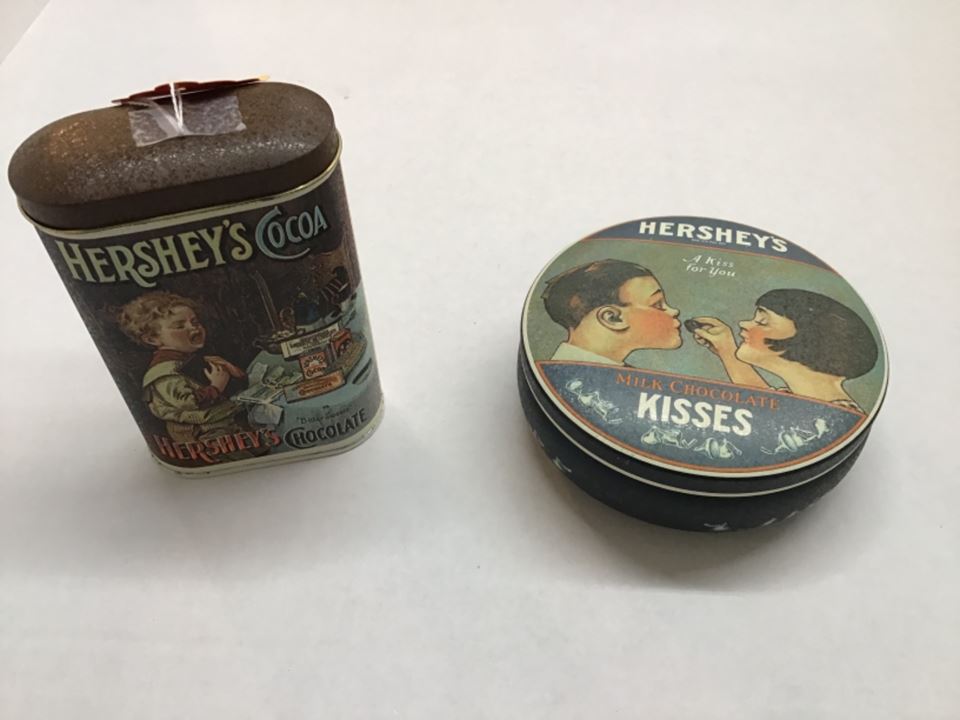 HERSHEY'S COCOA
HERSHEY'S CHOCOLATE
HERSHEY'S
A Kiss
for You
MILK CHOCOLATE
KISSES